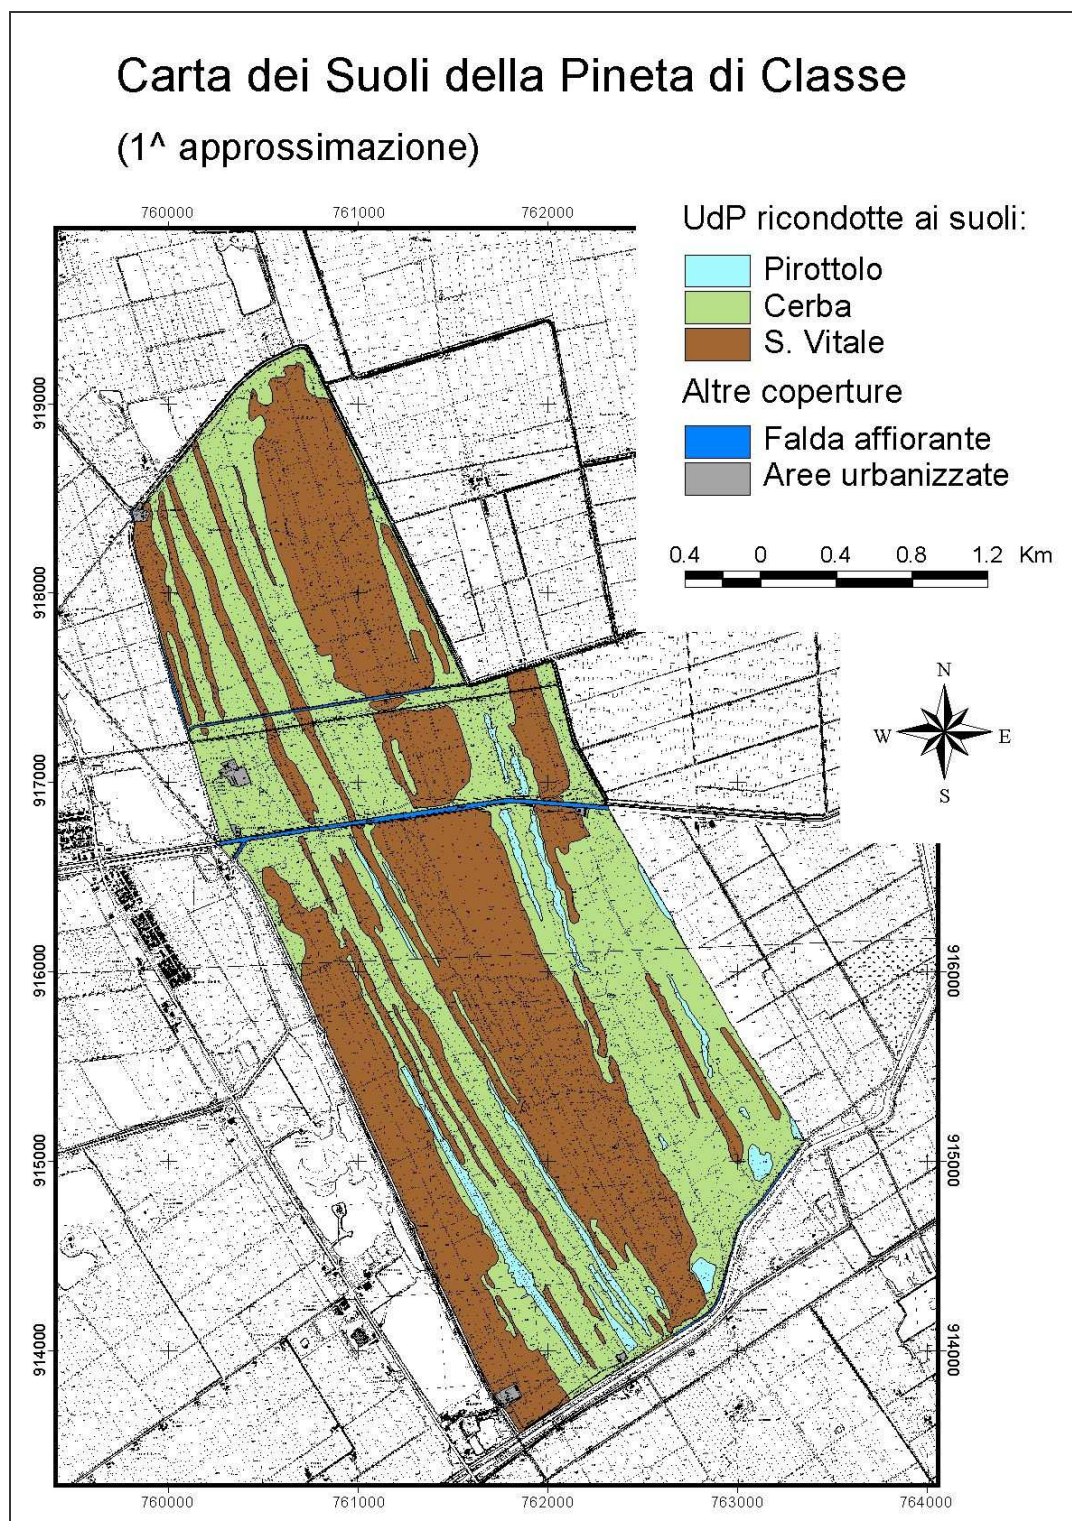 Carta dei Suoli della Pineta di Classe
(1^ approssimazione)
760000 761000 762000
UdP ricondotte ai suoli:
Pirottolo
Cerba
S. Vitale
Altre coperture
Falda affiorante
Aree urbanizzate
0.4 0 0.4 0.8 1.2 Km
N
W E
S
919000
918000
917000
916000
916000
915000
915000
914000
914000
760000 761000 762000 763000 764000